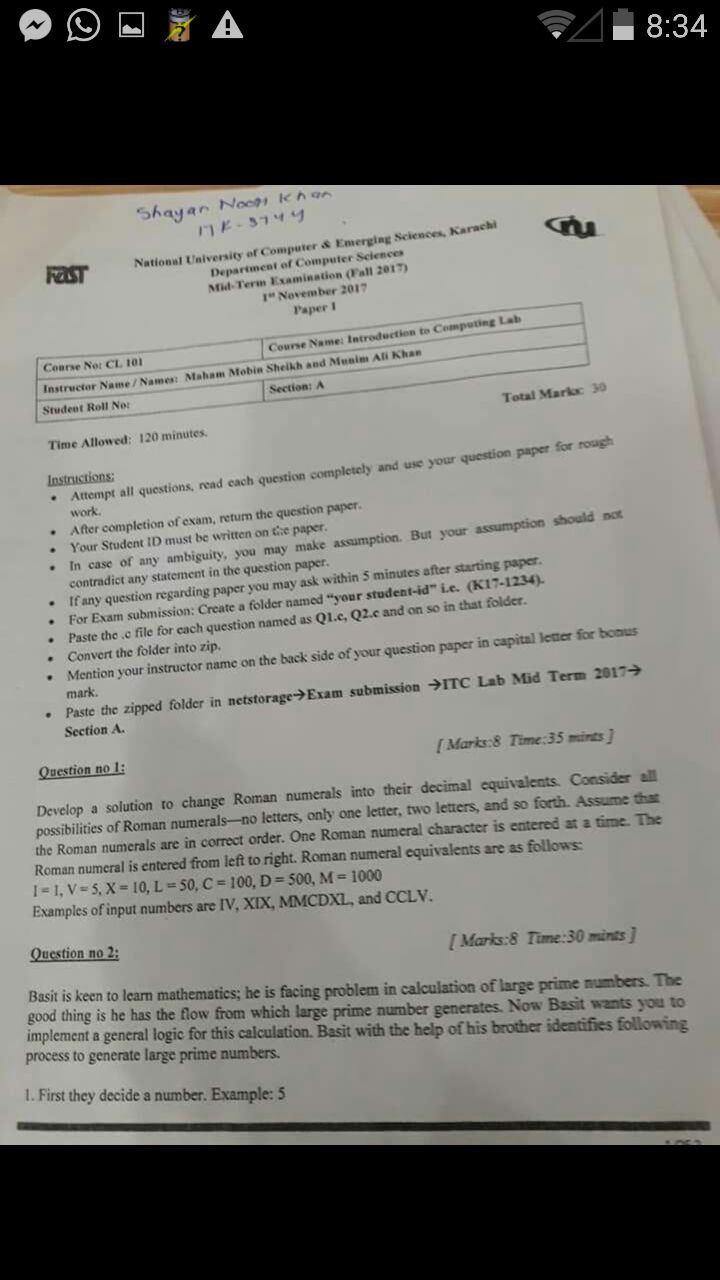 8:34
Shayan Noor Khan
17K-3744
FAST
National University of Computer & Emerging Sciences, Karachi
Department of Computer Sciences
Mid-Term Examination (Fall 2017)
1st November 2017
Paper I
Course No: CL 101
Course Name: Introduction to Computing Lab
Instructor Name / Names: Maham Mobin Sheikh and Munim Ali Khan
Student Roll No:
Section: A
Time Allowed: 120 minutes.
Total Marks: 30
Instructions:
• Attempt all questions, read each question completely and use your question paper for rough
work.
• After completion of exam, return the question paper.
• Your Student ID must be written on the paper.
• In case of any ambiguity, you may make assumption. But your assumption should not
contradict any statement in the question paper.
• If any question regarding paper you may ask within 5 minutes after starting paper.
• For Exam submission: Create a folder named "your student-id" i.e. (K17-1234).
• Paste the .c file for each question named as Q1.c, Q2.c and on so in that folder.
• Convert the folder into zip.
• Mention your instructor name on the back side of your question paper in capital letter for bonus
mark.
• Paste the zipped folder in netstorage→Exam submission →ITC Lab Mid Term 2017→
Section A.
[ Marks:8 Time:35 mints ]
Question no 1:
Develop a solution to change Roman numerals into their decimal equivalents. Consider all
possibilities of Roman numerals—no letters, only one letter, two letters, and so forth. Assume that
the Roman numerals are in correct order. One Roman numeral character is entered at a time. The
Roman numeral is entered from left to right. Roman numeral equivalents are as follows:
I = 1, V = 5, X = 10, L = 50, C = 100, D = 500, M = 1000
Examples of input numbers are IV, XIX, MMCDXL, and CCLV.
[ Marks:8 Time:30 mints ]
Question no 2:
Basit is keen to learn mathematics; he is facing problem in calculation of large prime numbers. The
good thing is he has the flow from which large prime number generates. Now Basit wants you to
implement a general logic for this calculation. Basit with the help of his brother identifies following
process to generate large prime numbers.
1. First they decide a number. Example: 5